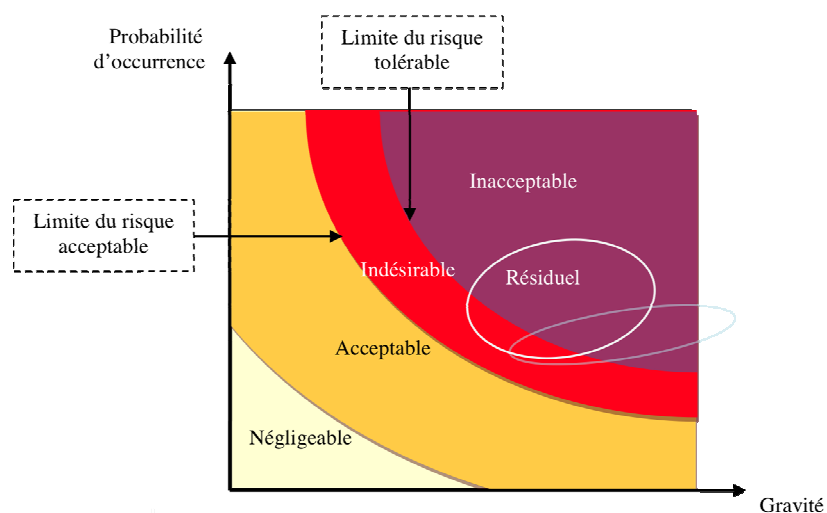 Probabilité
d’occurrence
Limite du risque
tolérable
Inacceptable
Limite du risque
acceptable
Indésirable
Résiduel
Acceptable
Négligeable
Gravité